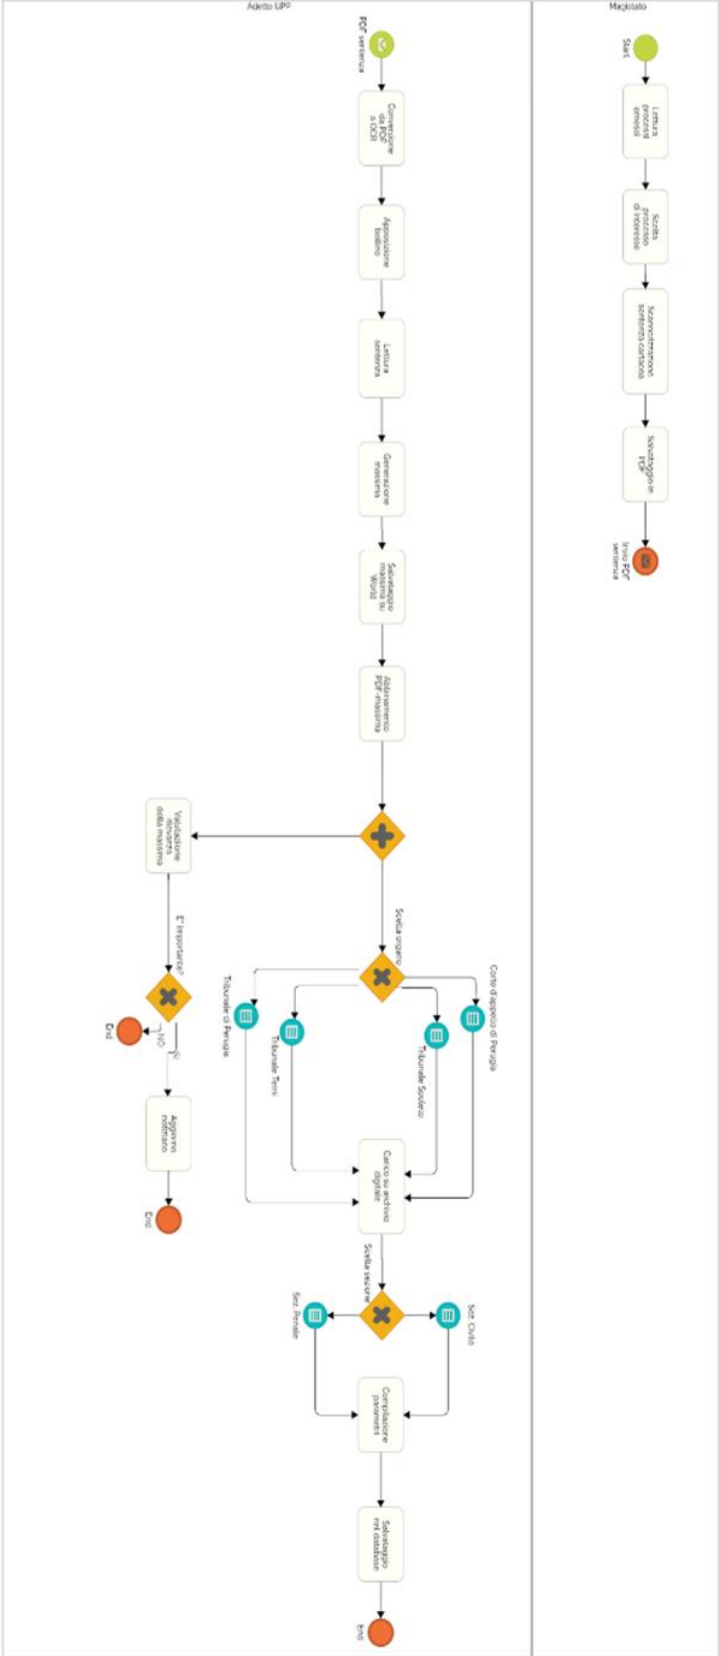 Magistato
Start
Lettura
processi
emessi
Scelta
processo
di interesse
Scannerizzazione
sentenza cartacea
Salvataggio in
PDF
Invio PDF
sentenza
Adetto UPP
PDF sentenza
Conversione
da PDF
a OCR
Apposizione
bollino
Lettura
sentenza
Generazione
massima
Salvataggio
massima su
World
Abbinamento
PDF-massima
Scelta organo
Corte d'appello di Perugia
Tribunale Spoleto
Tribunale Terni
Tribunale di Perugia
Carico su archivio
digitale
Scelta sezione
Sez. Civile
Sez. Penale
Compilazione
parametri
Salvataggio
nel database
End
Valutazione
rilevanza
della massima
E' importante?
NO
SI
End
Aggiorno
notiziario
End